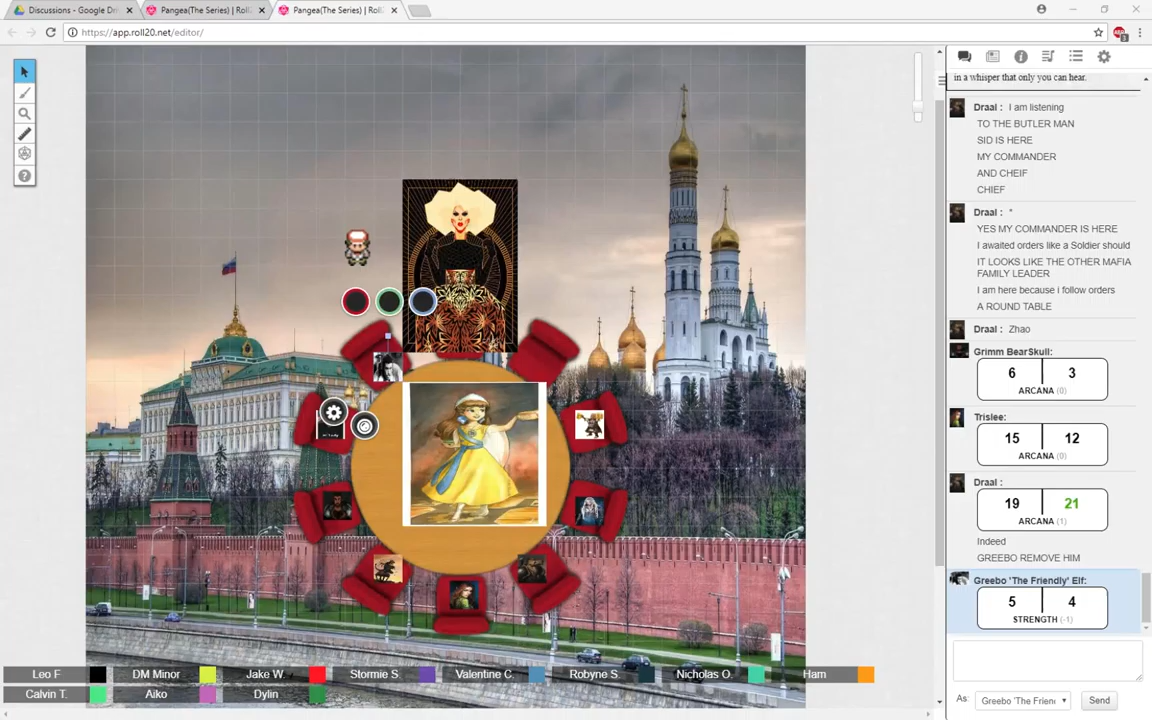 Discussions - Google Dri
Pangea(The Series) | Roll2
Pangea(The Series) | Roll2
https://app.roll20.net/editor/
in a whisper that only you can hear.
Draal : I am listening
TO THE BUTLER MAN
SID IS HERE
MY COMMANDER
AND CHEIF
CHIEF
Draal : *
YES MY COMMANDER IS HERE
I awaited orders like a Soldier should
IT LOOKS LIKE THE OTHER MAFIA
FAMILY LEADER
I am here because i follow orders
A ROUND TABLE
Draal : Zhao
Grimm BearSkull:
6 3
ARCANA (0)
Trislee:
15 12
ARCANA (0)
Draal :
19 21
ARCANA (1)
Indeed
GREEBO REMOVE HIM
Greebo 'The Friendly' Elf:
5 4
STRENGTH (-1)
As: Greebo 'The Frien Send
Leo F DM Minor Jake W. Stormie S. Valentine C. Robyne S. Nicholas O. Ham
Calvin T. Aiko Dylin